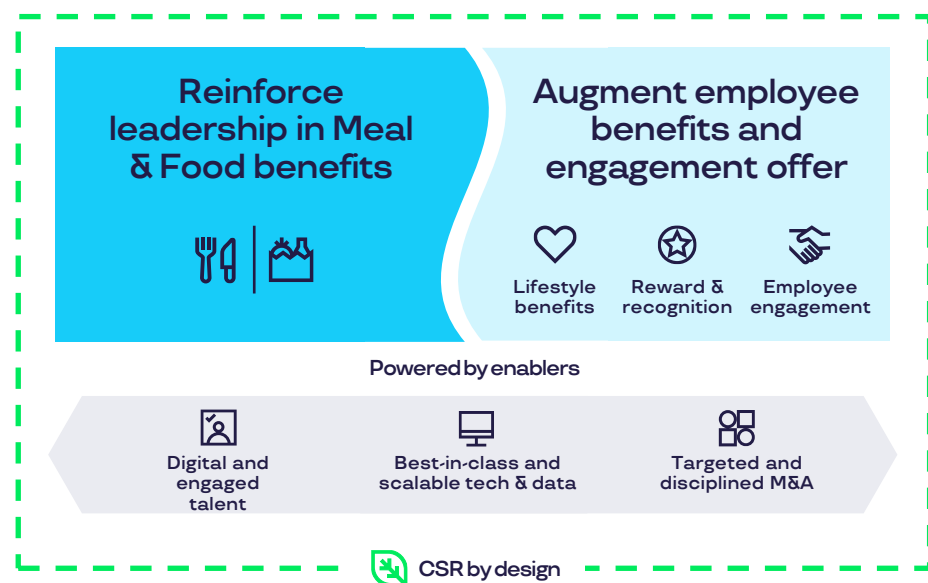 Reinforce
leadership in Meal
& Food benefits
Augment employee
benefits and
engagement offer
Lifestyle
benefits
Reward &
recognition
Employee
engagement
Powered by enablers
Digital and
engaged
talent
Best-in-class and
scalable tech & data
Targeted and
disciplined M&A
CSR by design